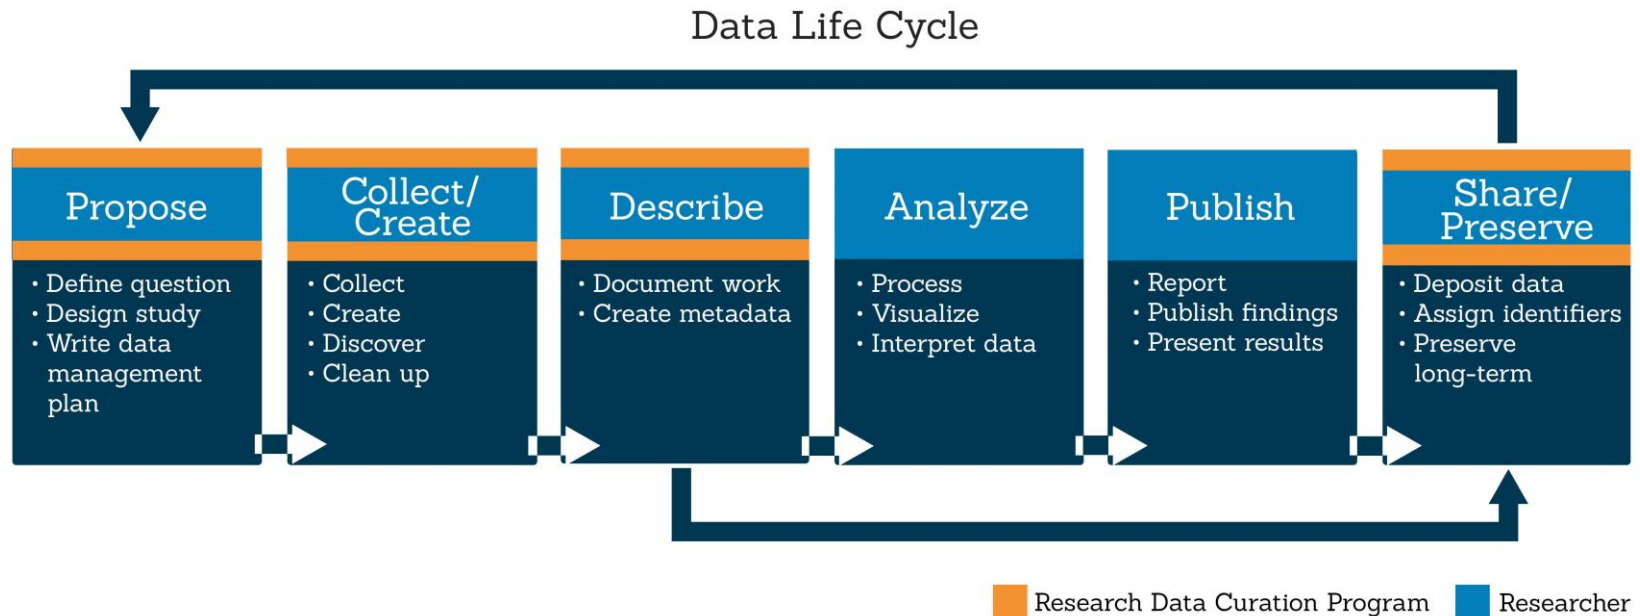 Data Life Cycle
Propose
• Define question
• Design study
• Write data
management
plan
Collect/
Create
• Collect
• Create
• Discover
• Clean up
Describe
• Document work
• Create metadata
Analyze
• Process
• Visualize
• Interpret data
Publish
• Report
• Publish findings
• Present results
Share/
Preserve
• Deposit data
• Assign identifiers
• Preserve
long-term
Research Data Curation Program
Researcher